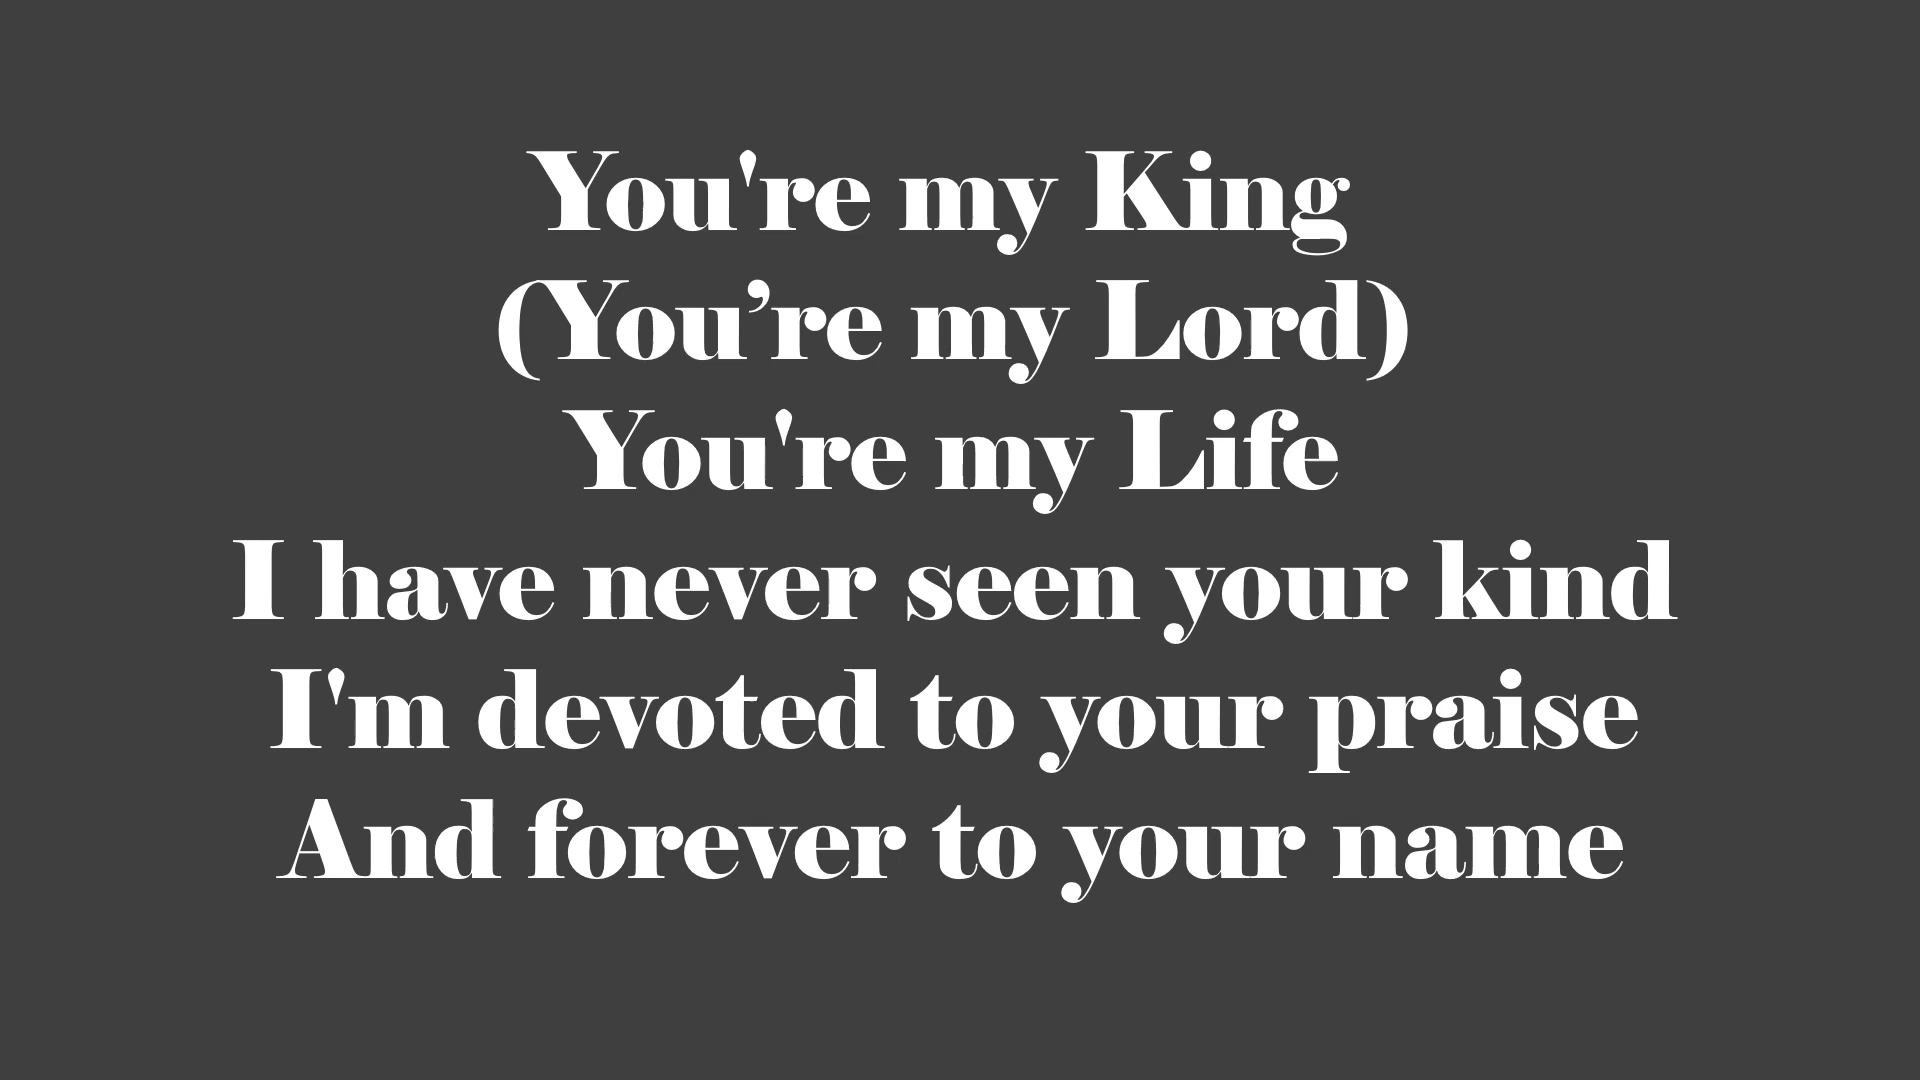 You're my King
(You’re my Lord)
You're my Life
I have never seen your kind
I'm devoted to your praise
And forever to your name